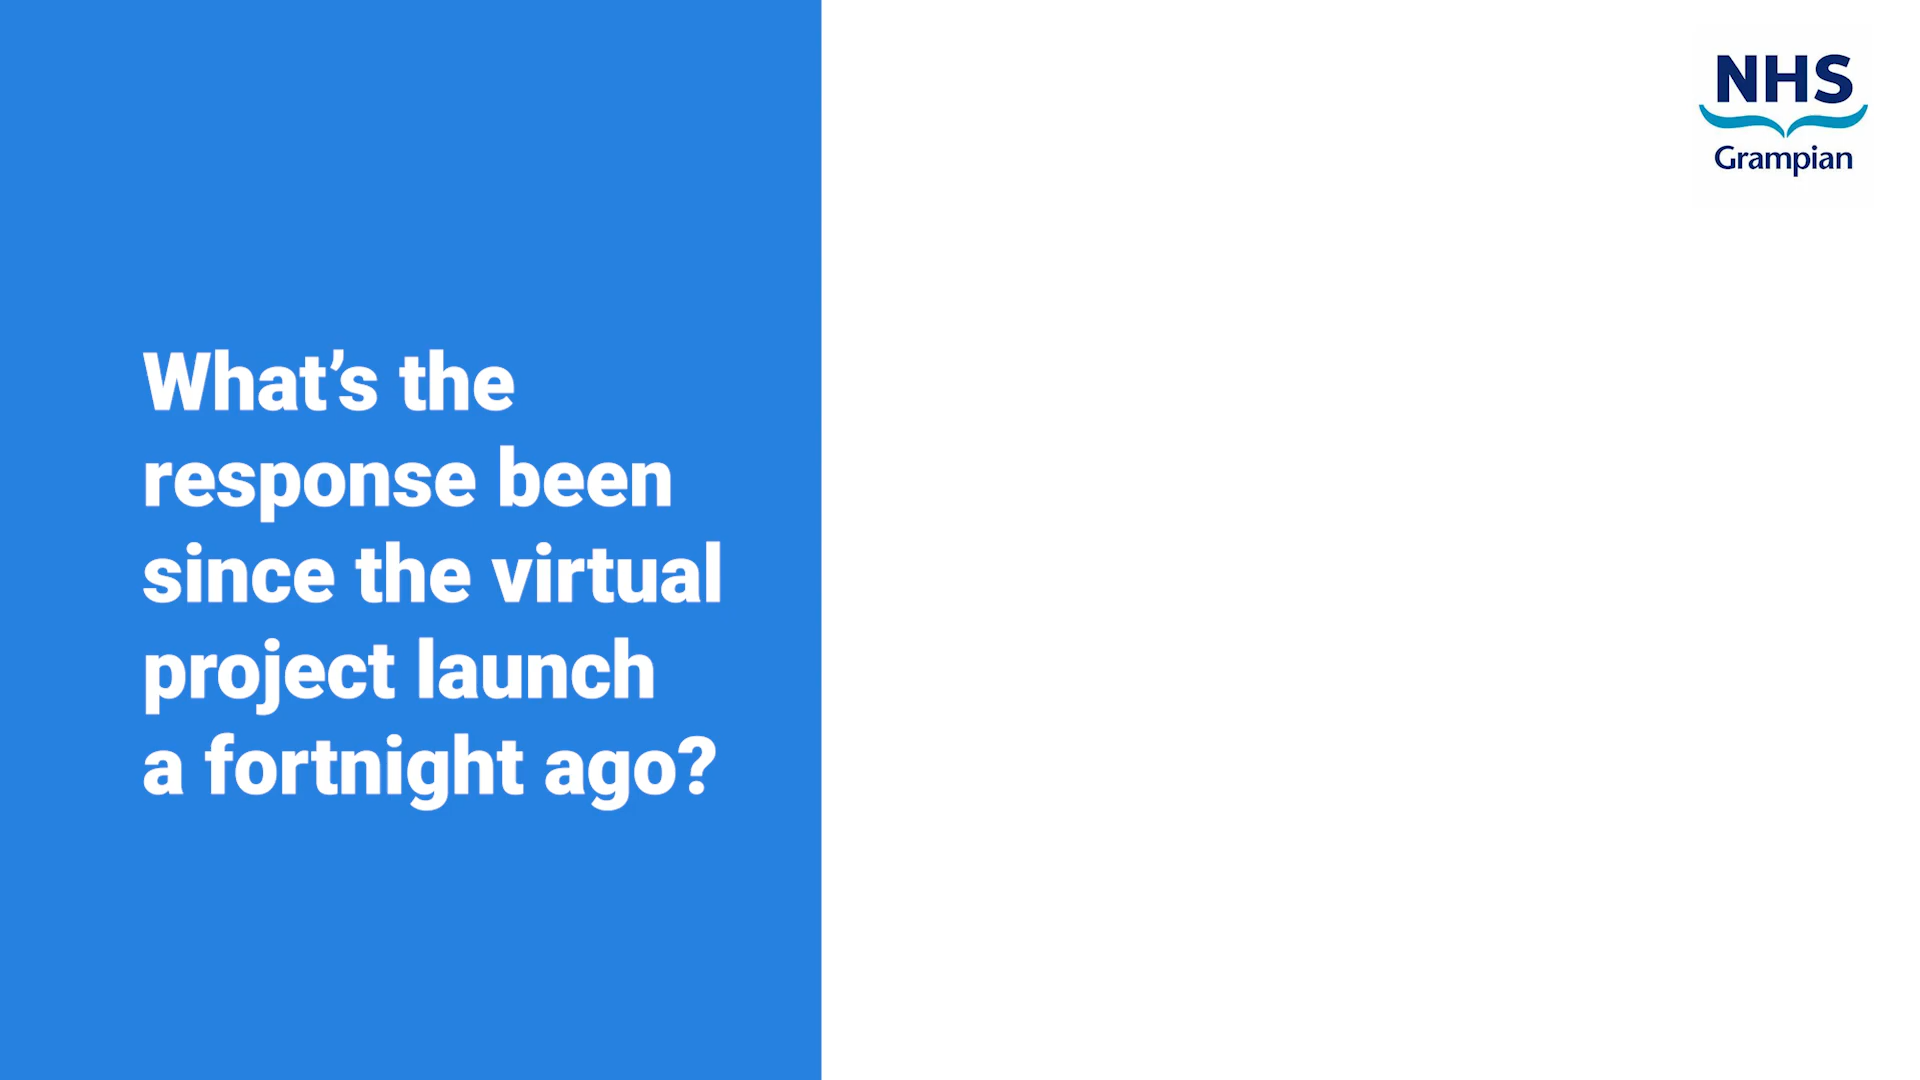 What’s the
response been
since the virtual
project launch
a fortnight ago?
NHS
Grampian